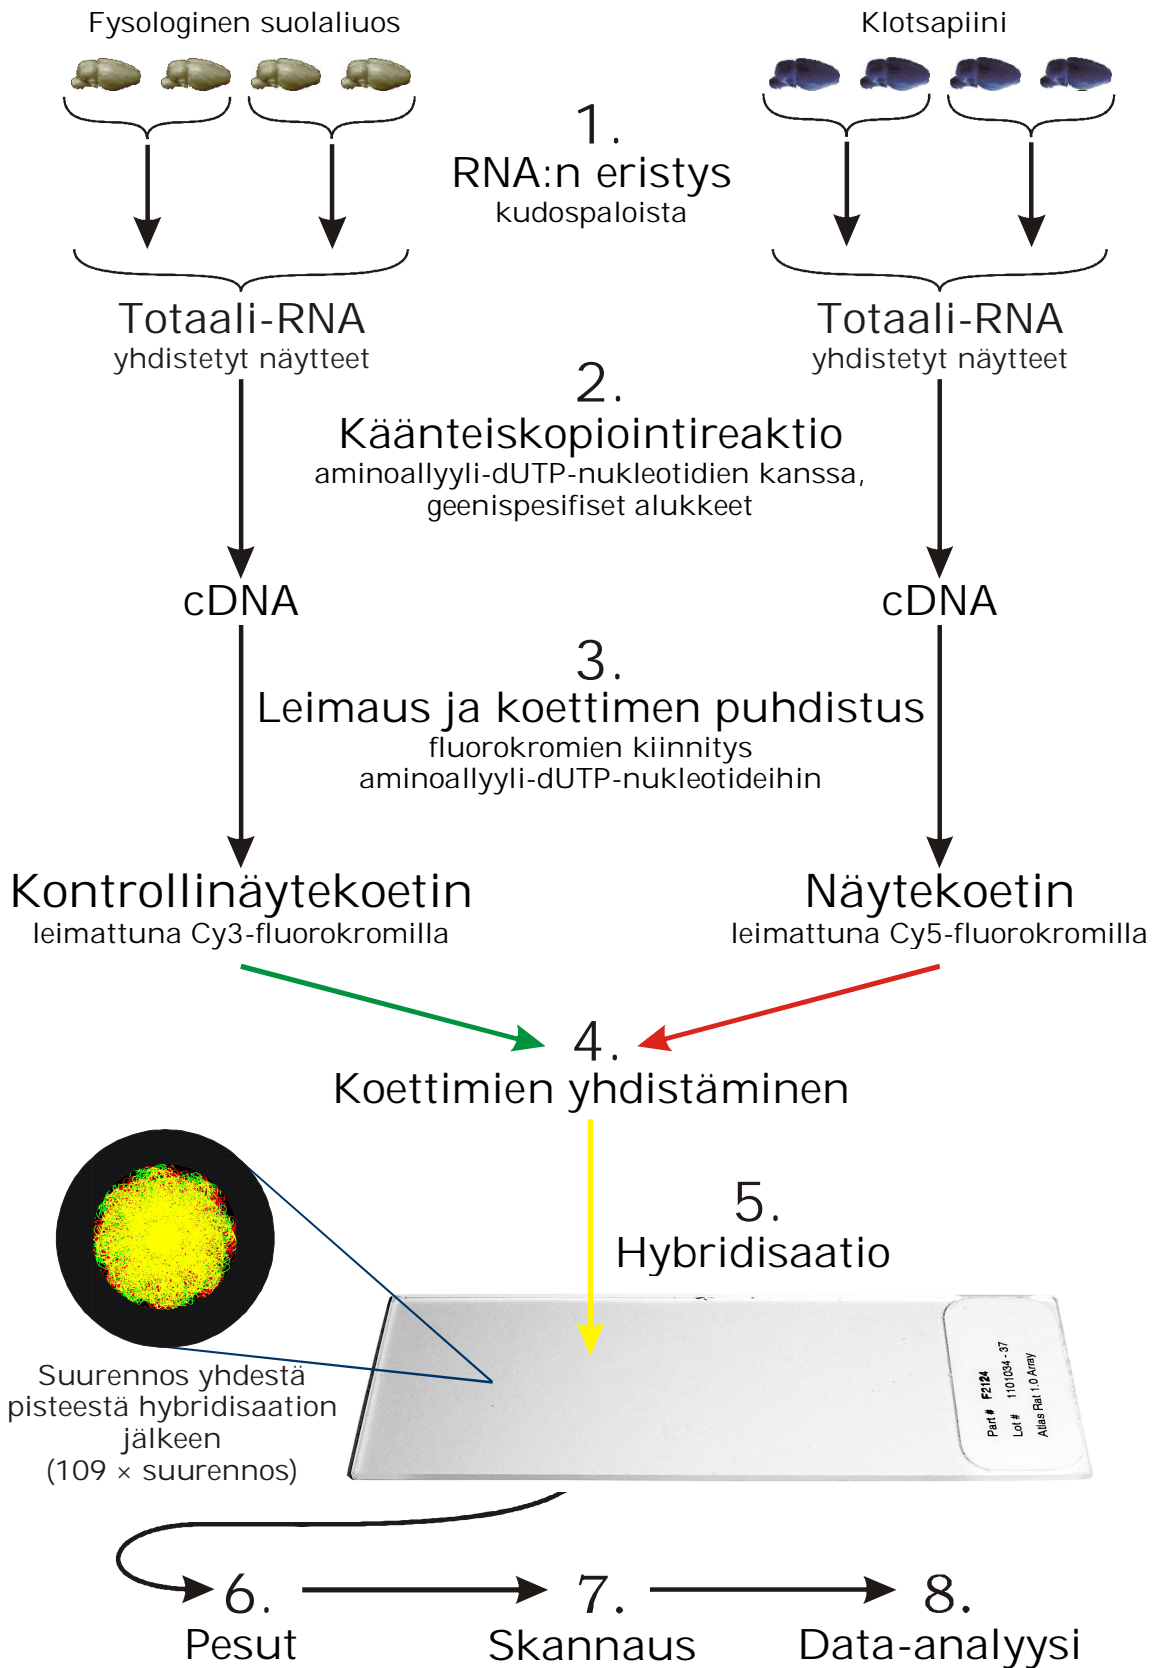 Fysologinen suolaliuos
Klotsapiini
1.
RNA:n eristys
kudospaloista
Totaali-RNA
yhdistetyt näytteet
Totaali-RNA
yhdistetyt näytteet
2.
Käänteiskopiointireaktio
aminoallyyli-dUTP-nukleotidien kanssa,
geenispesifiset alukkeet
cDNA
cDNA
3.
Leimaus ja koettimen puhdistus
fluorokromien kiinnitys
aminoallyyli-dUTP-nukleotideihin
Kontrollinäytekoetin
leimattuna Cy3-fluorokromilla
Näytekoetin
leimattuna Cy5-fluorokromilla
4.
Koettimien yhdistäminen
5.
Hybridisaatio
Suurennos yhdestä
pisteestä hybridisaation
jälkeen
(109 × suurennos)
Part # F2124
Lot # 1101034 - 37
Atlas Rat 1.0 Array
6.
Pesut
7.
Skannaus
8.
Data-analyysi